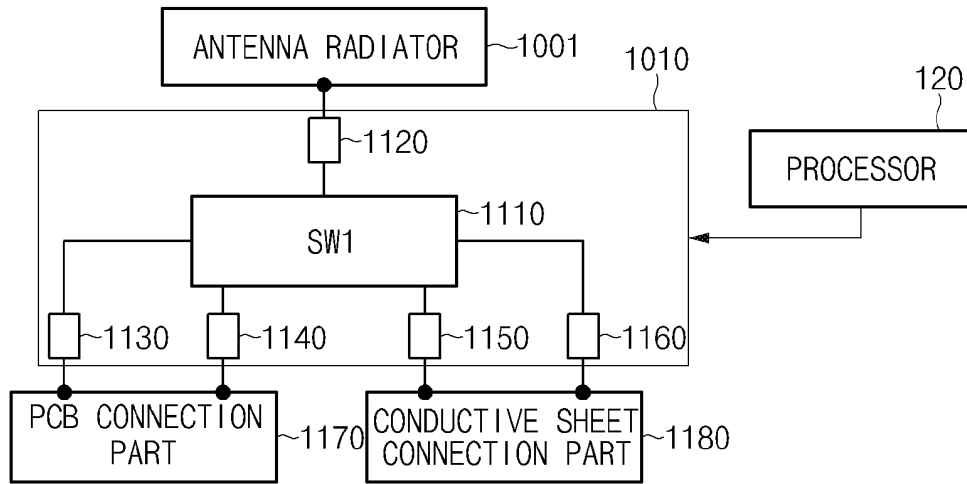 ANTENNA RADIATOR
1001
1010
120
1120
PROCESSOR
1110
SW1
1130
1140
1150
1160
PCB CONNECTION
PART
1170
CONDUCTIVE SHEET
CONNECTION PART
1180